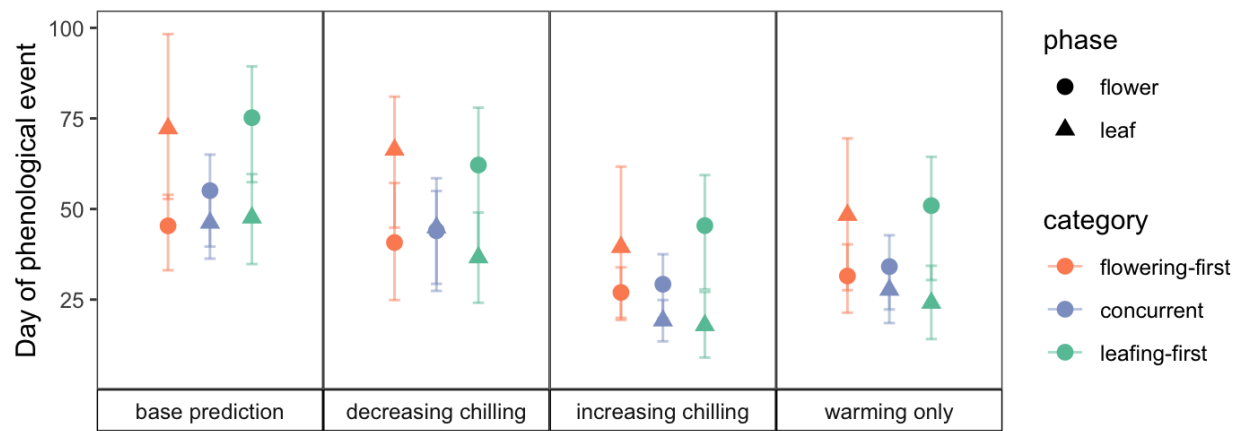 Day of phenological event
100
75
50
25
base prediction
decreasing chilling
increasing chilling
warming only
phase
flower
leaf
category
flowering-first
concurrent
leafing-first